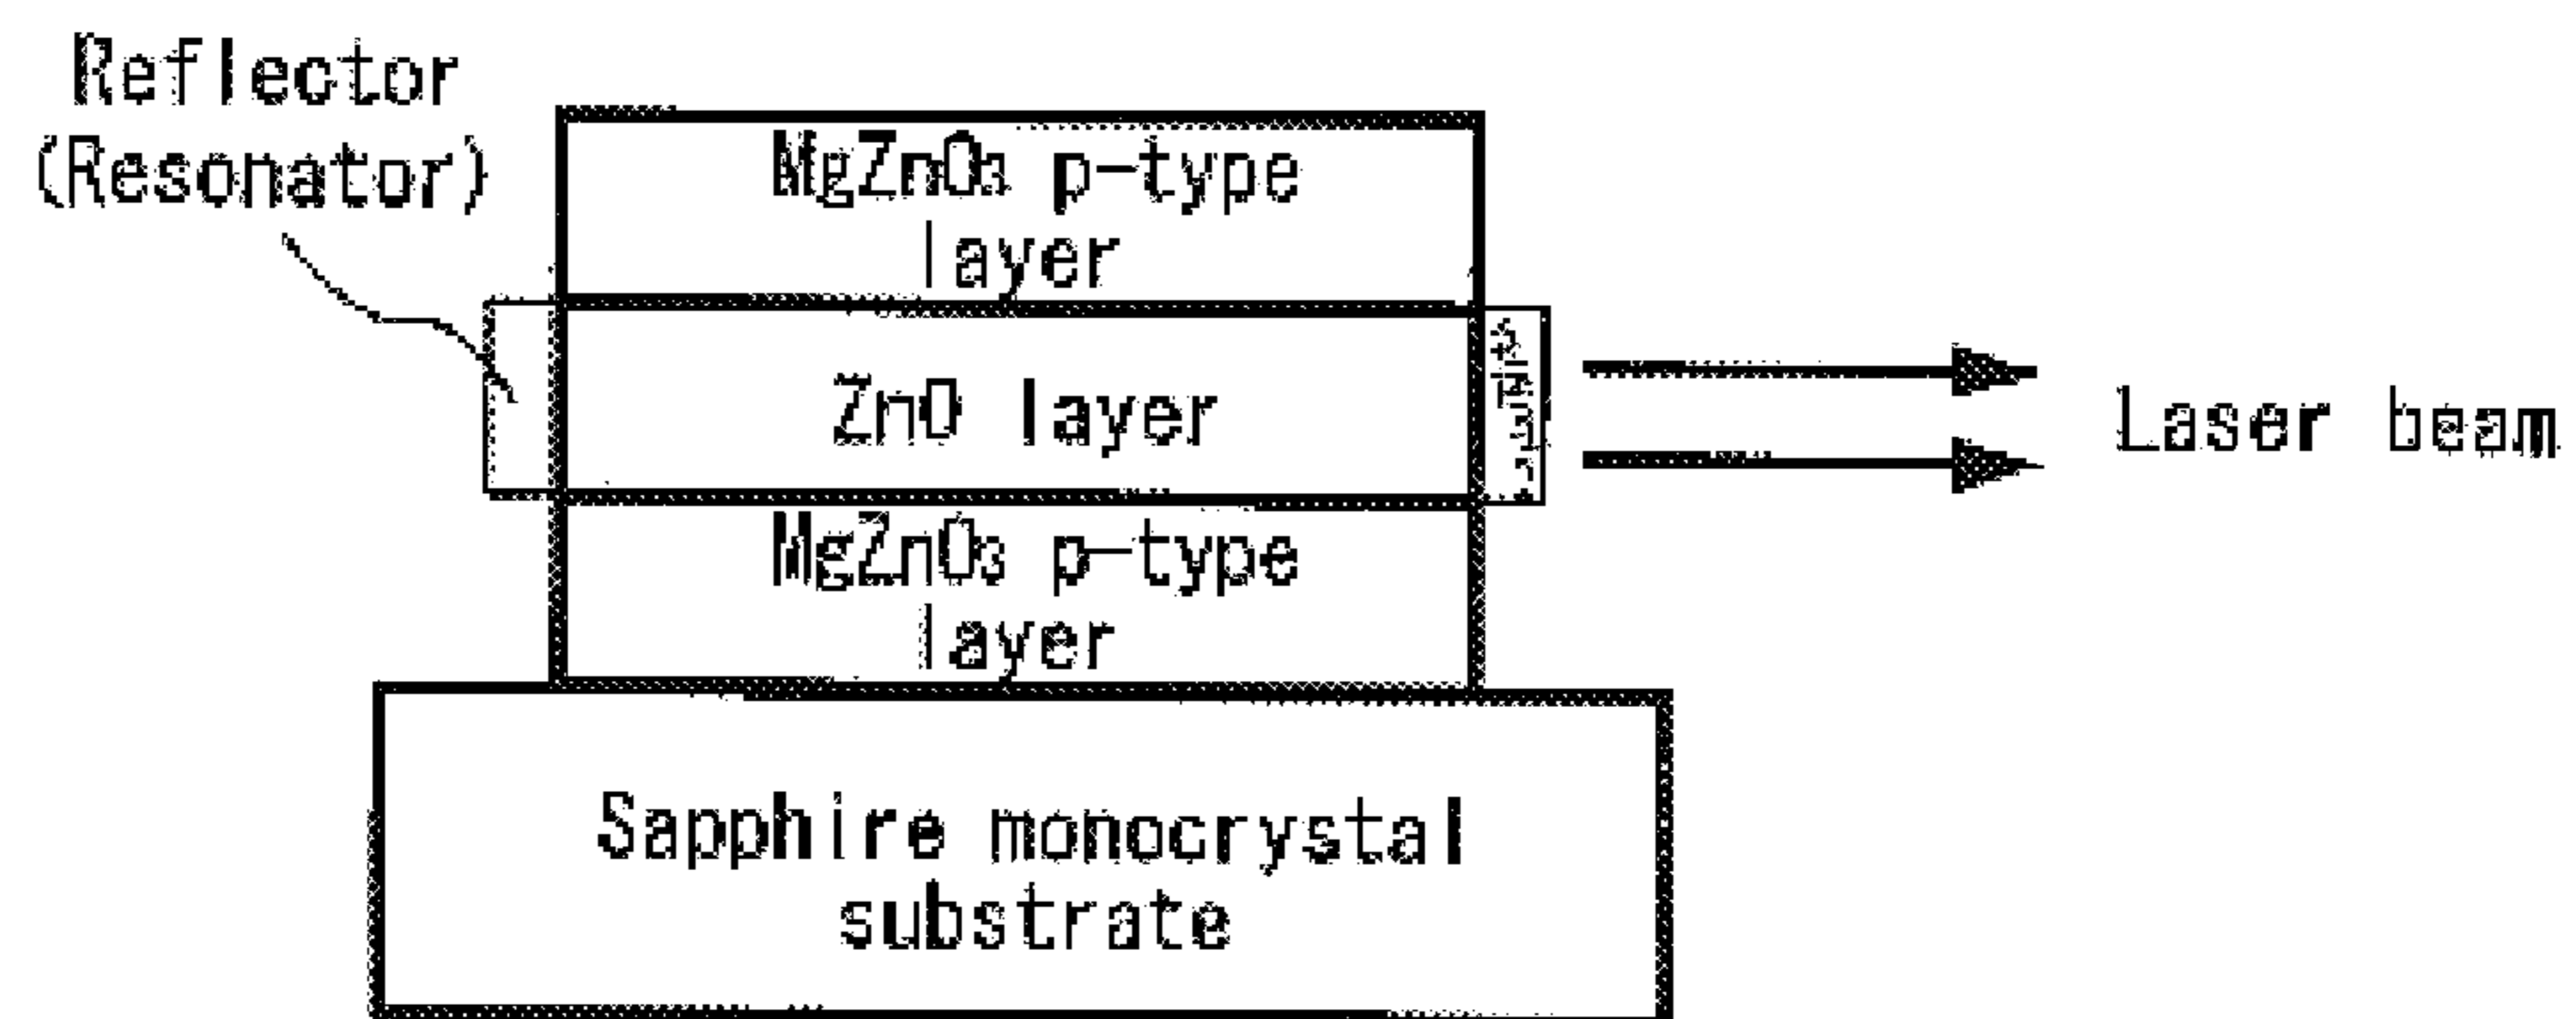 Reflector
(Resonator)
MgZnO₃ p-type
layer
ZnO layer
Laser beam
MgZnO₃ p-type
layer
Sapphire monocrystal
substrate